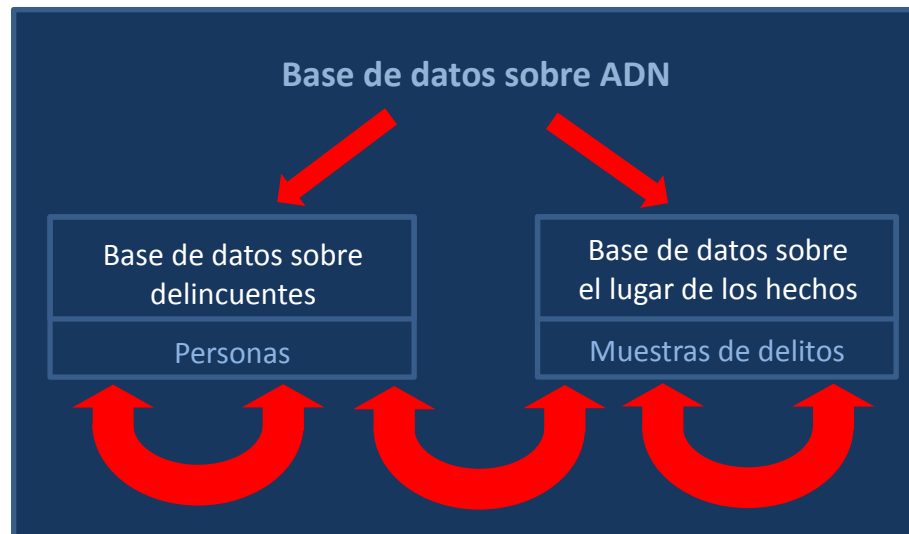 Base de datos sobre ADN
Base de datos sobre
delincuentes
Personas
Base de datos sobre
el lugar de los hechos
Muestras de delitos